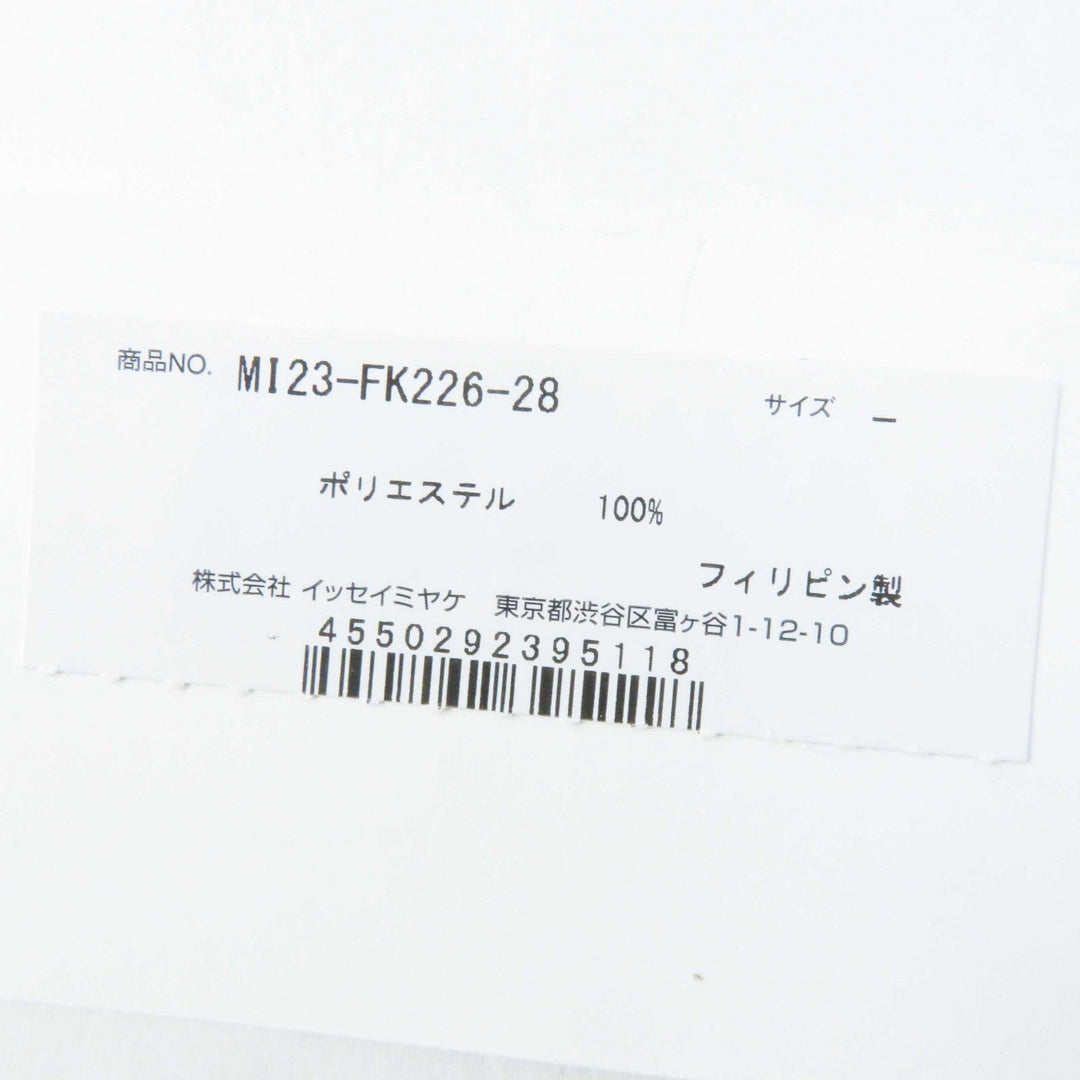 商品NO. MI23-FK226-28 サイズ –
ポリエステル 100%
フィリピン製
株式会社 イッセイミヤケ 東京都渋谷区富ヶ谷1-12-10
4550292395118